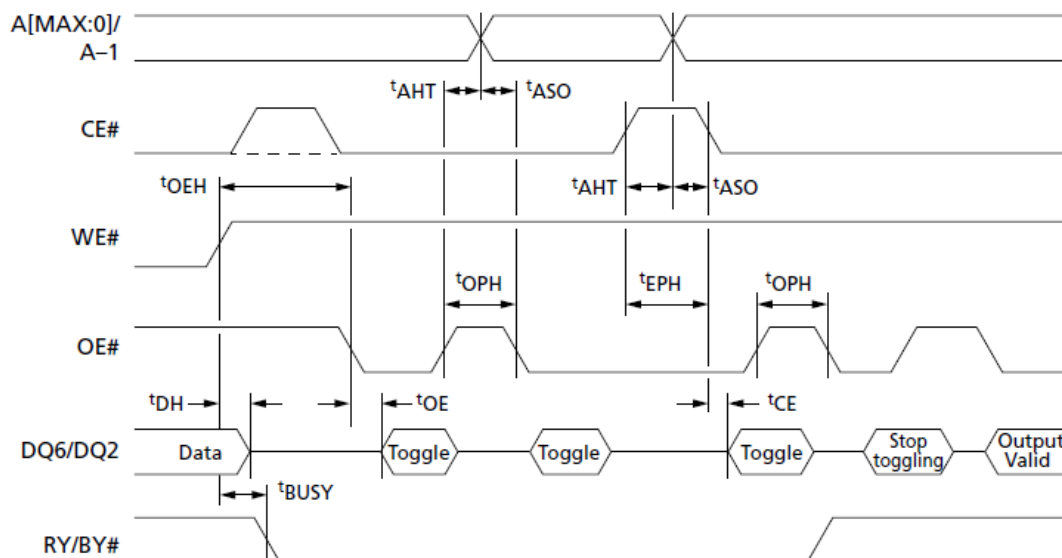 A[MAX:0]/
A–1
tAHT tASO
CE#
tOEH
tAHT tASO
WE#
tOPH tEPH tOPH
OE#
tDH tOE tCE
DQ6/DQ2 Data Toggle Toggle Toggle Stop toggling Output Valid
tBUSY
RY/BY#